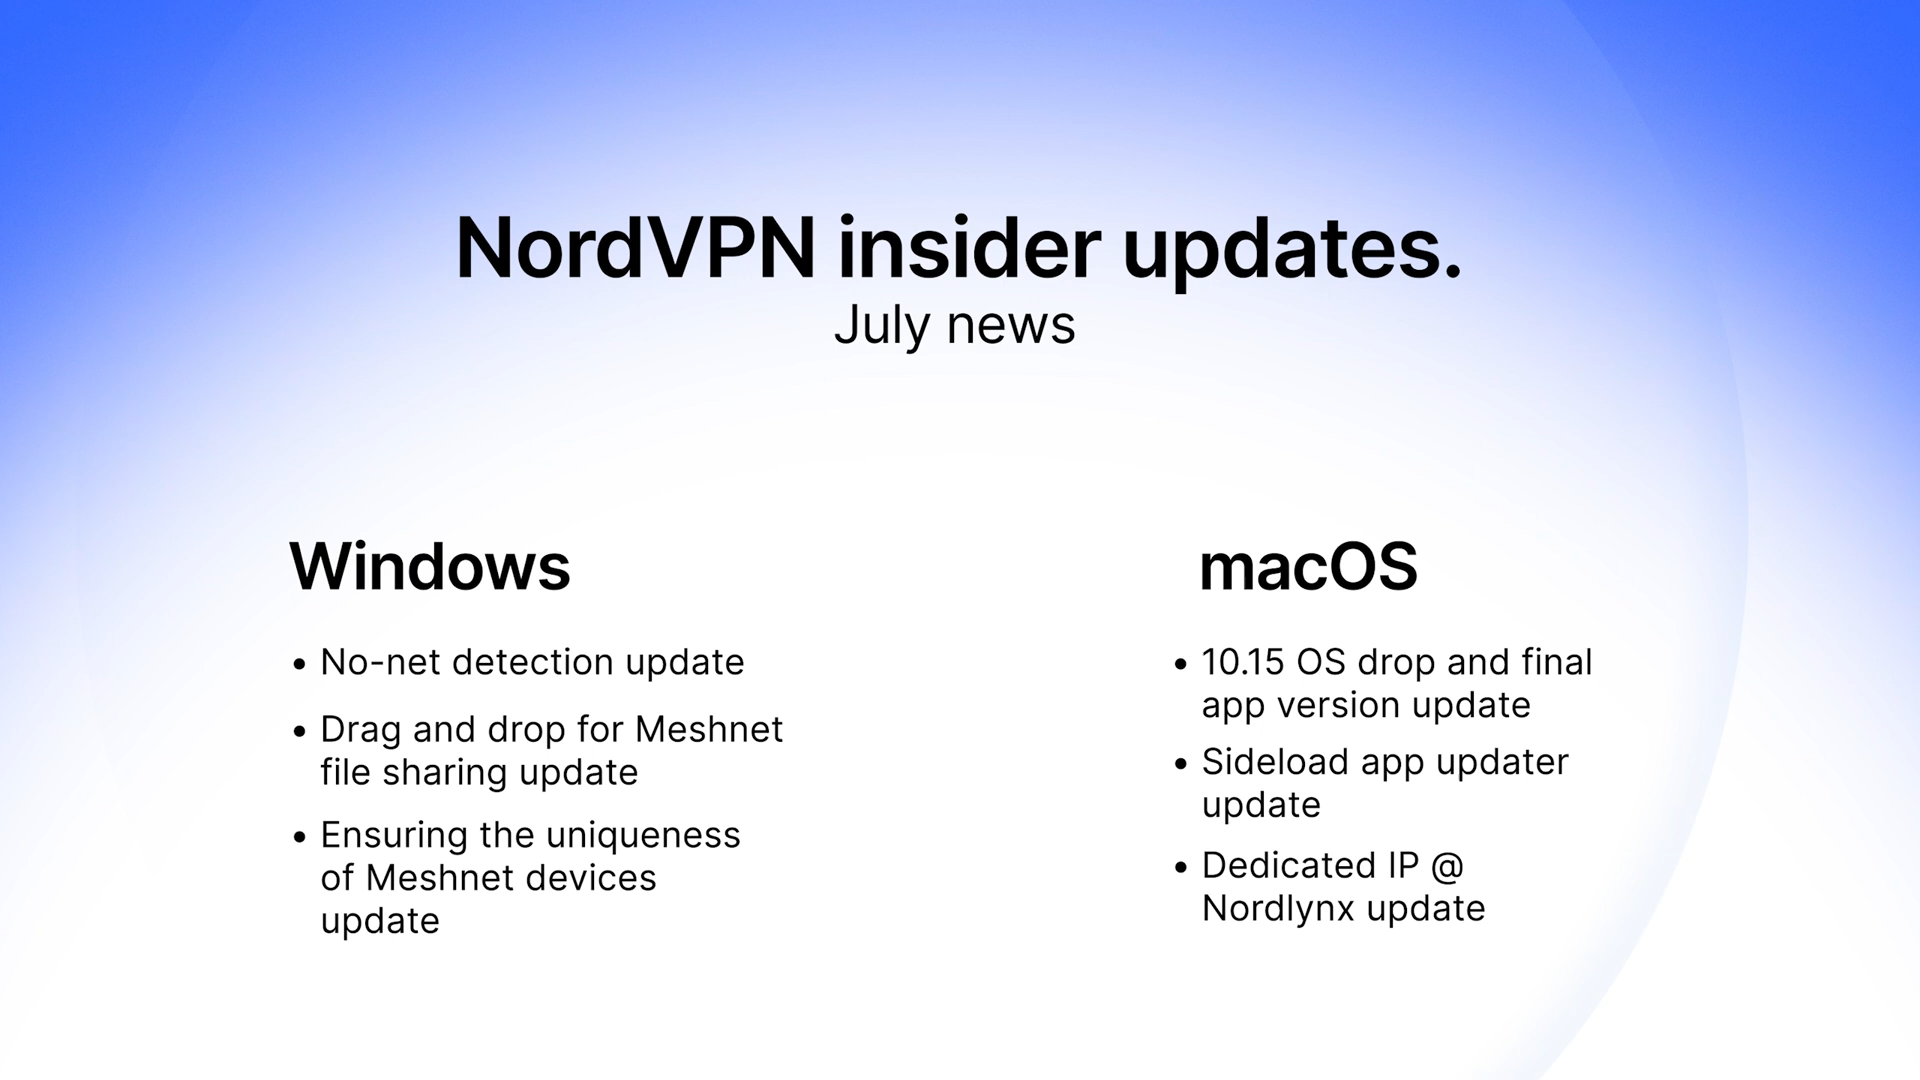 NordVPN insider updates.
July news
Windows
• No-net detection update
• Drag and drop for Meshnet
file sharing update
• Ensuring the uniqueness
of Meshnet devices
update
macOS
• 10.15 OS drop and final
app version update
• Sideload app updater
update
• Dedicated IP @
Nordlynx update